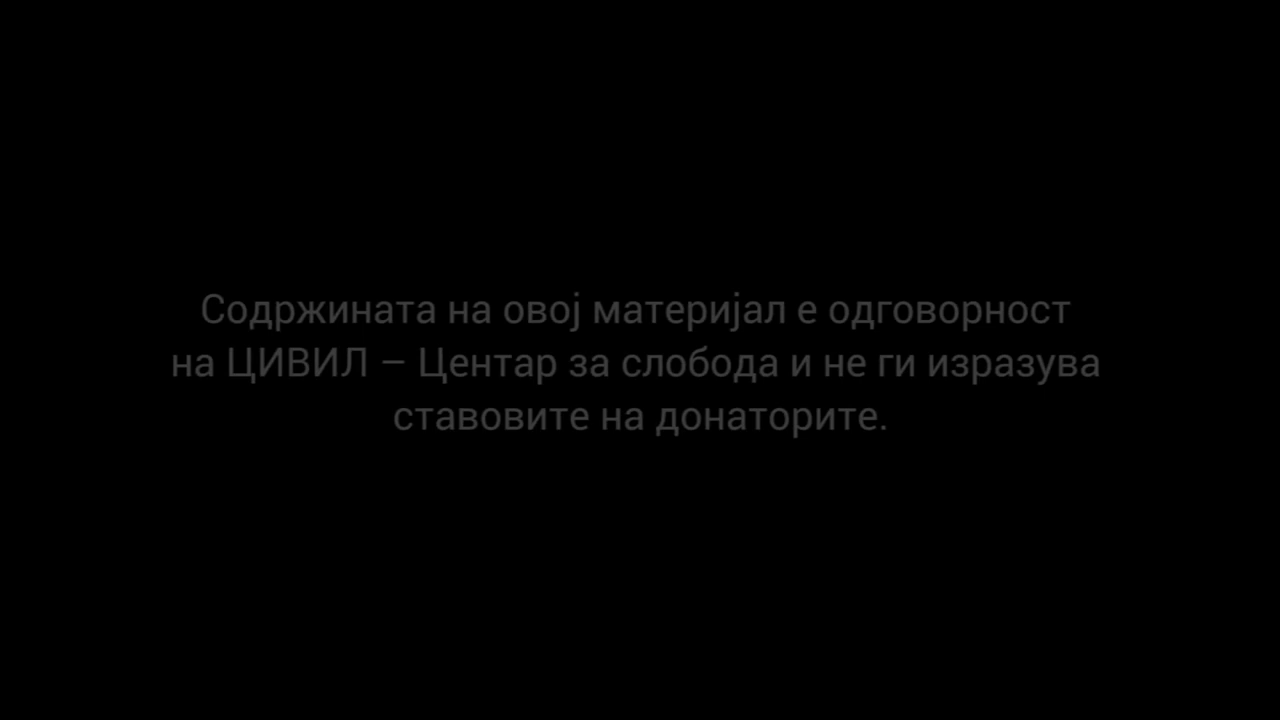 Содржината на овој материјал е одговорност
на ЦИВИЛ – Центар за слобода и не ги изразува
ставовите на донаторите.